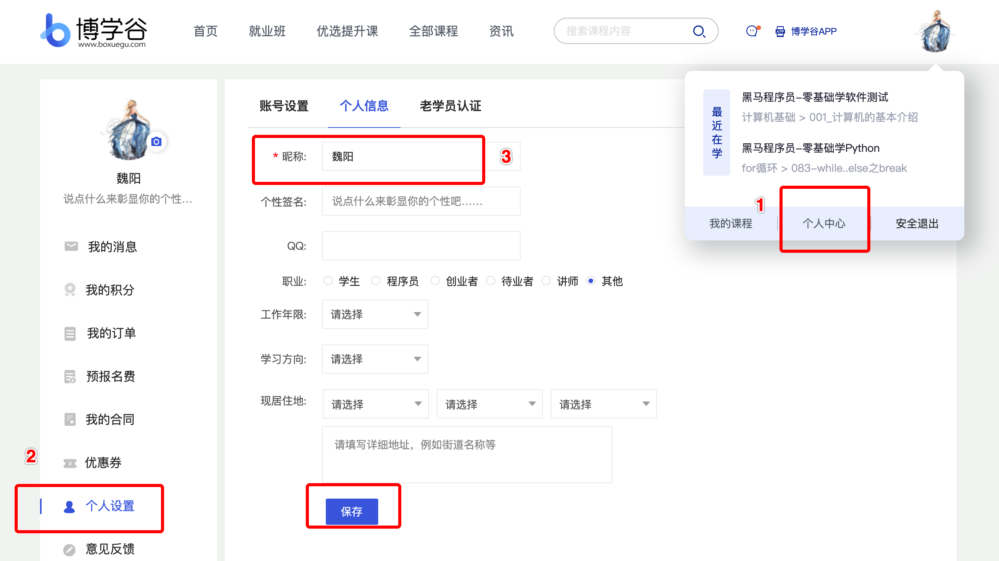 博学谷
www.boxuegu.com
首页 就业班 优选提升课 全部课程 资讯
搜索课程内容
APP 博学谷APP
魏阳
说点什么来彰显你的个性...
我的消息
我的积分
我的订单
预报名费
我的合同
优惠券
2
个人设置
意见反馈
账号设置 个人信息 老学员认证
* 昵称: 魏阳 3
个性签名: 说点什么来彰显你的个性吧......
QQ:
职业: 学生 程序员 创业者 待业者 讲师 其他
工作年限: 请选择
学习方向: 请选择
现居住地: 请选择 请选择 请选择
请填写详细地址，例如街道名称等
保存
最近在学
黑马程序员-零基础学软件测试
计算机基础 > 001_计算机的基本介绍
黑马程序员-零基础学Python
for循环 > 083-while..else之break
1
我的课程 个人中心 安全退出